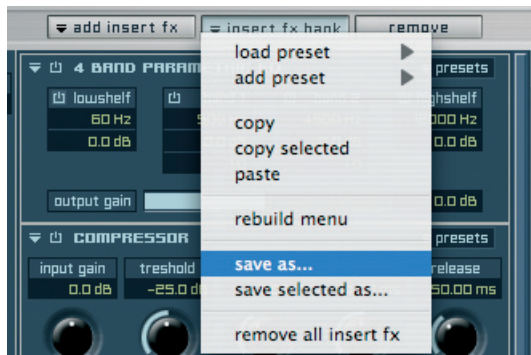 add insert fx insert fx bank remove
load preset
add preset
copy
copy selected
paste
rebuild menu
save as...
save selected as...
remove all insert fx
4 BAND PARAM presets
lowshelf highshelf
60 Hz 000 Hz
0.0 dB 0.0 dB
output gain 0.0 dB
COMPRESSOR presets
input gain treshold release
0.0 dB -25.0 d 50.00 ms